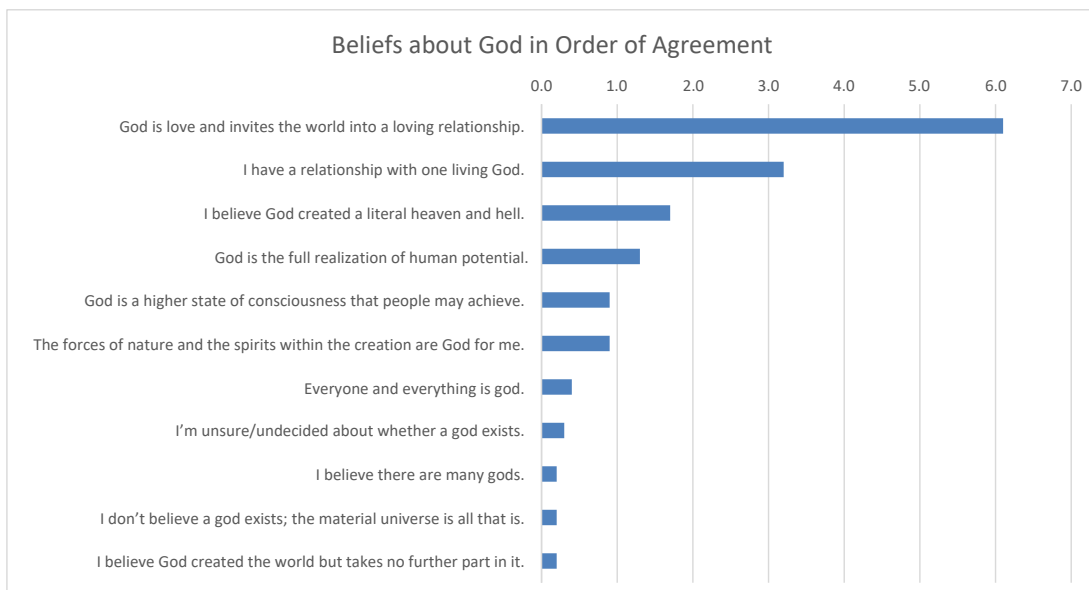 Beliefs about God in Order of Agreement
0.0 1.0 2.0 3.0 4.0 5.0 6.0 7.0
God is love and invites the world into a loving relationship.
I have a relationship with one living God.
I believe God created a literal heaven and hell.
God is the full realization of human potential.
God is a higher state of consciousness that people may achieve.
The forces of nature and the spirits within the creation are God for me.
Everyone and everything is god.
I’m unsure/undecided about whether a god exists.
I believe there are many gods.
I don’t believe a god exists; the material universe is all that is.
I believe God created the world but takes no further part in it.